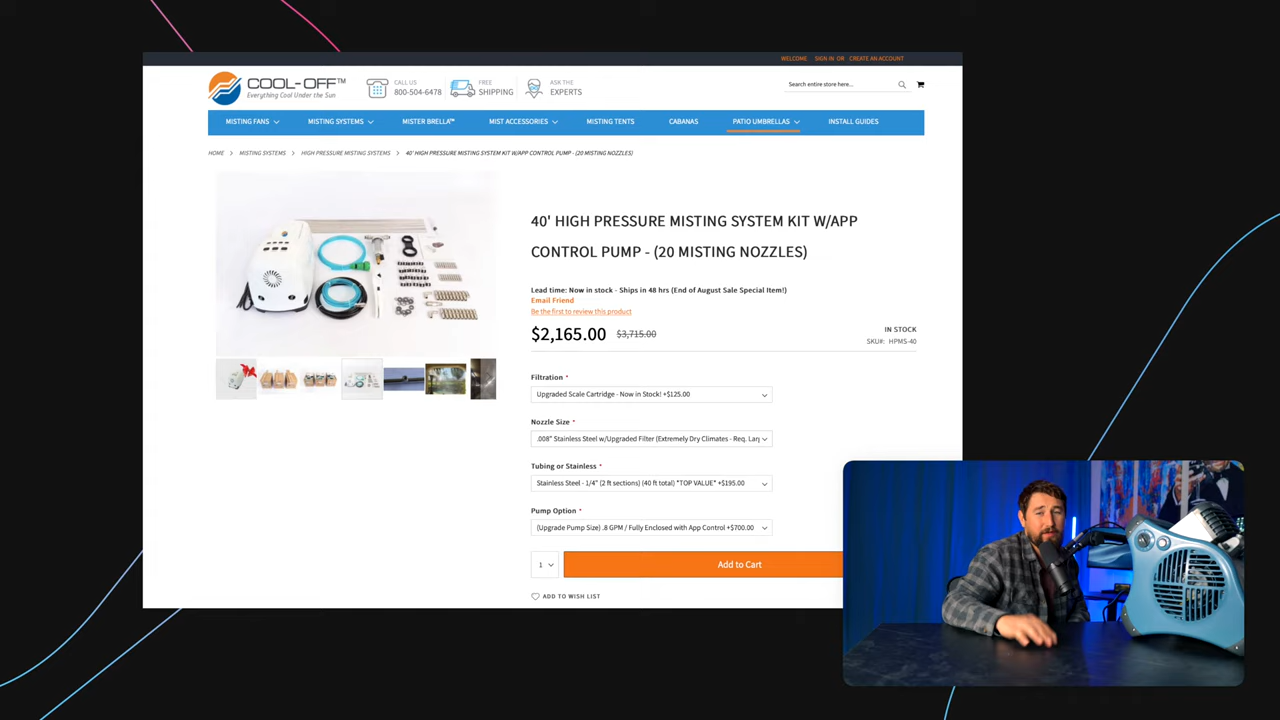 WELCOME SIGN IN OR CREATE AN ACCOUNT
COOL-OFF™
Everything Cool Under the Sun
CALL US
800-504-6478
FREE
SHIPPING
ASK THE
EXPERTS
Search entire store here...
MISTING FANS MISTING SYSTEMS MISTER BRELLA™ MIST ACCESSORIES MISTING TENTS CABANAS PATIO UMBRELLAS INSTALL GUIDES
HOME MISTING SYSTEMS HIGH PRESSURE MISTING SYSTEMS 40' HIGH PRESSURE MISTING SYSTEM KIT W/APP CONTROL PUMP - (20 MISTING NOZZLES)
40' HIGH PRESSURE MISTING SYSTEM KIT W/APP
CONTROL PUMP - (20 MISTING NOZZLES)
Lead time: Now in stock - Ships in 48 hrs (End of August Sale Special Item!)
Email Friend
Be the first to review this product
$2,165.00 $3,715.00
IN STOCK
SKU#: HPMS-40
Filtration *
Upgraded Scale Cartridge - Now in Stock! +$125.00
Nozzle Size *
.008" Stainless Steel w/Upgraded Filter (Extremely Dry Climates - Req. Larg
Tubing or Stainless *
Stainless Steel - 1/4" (2 ft sections) (40 ft total) *TOP VALUE* +$195.00
Pump Option *
(Upgrade Pump Size) .8 GPM / Fully Enclosed with App Control +$700.00
1
Add to Cart
ADD TO WISH LIST